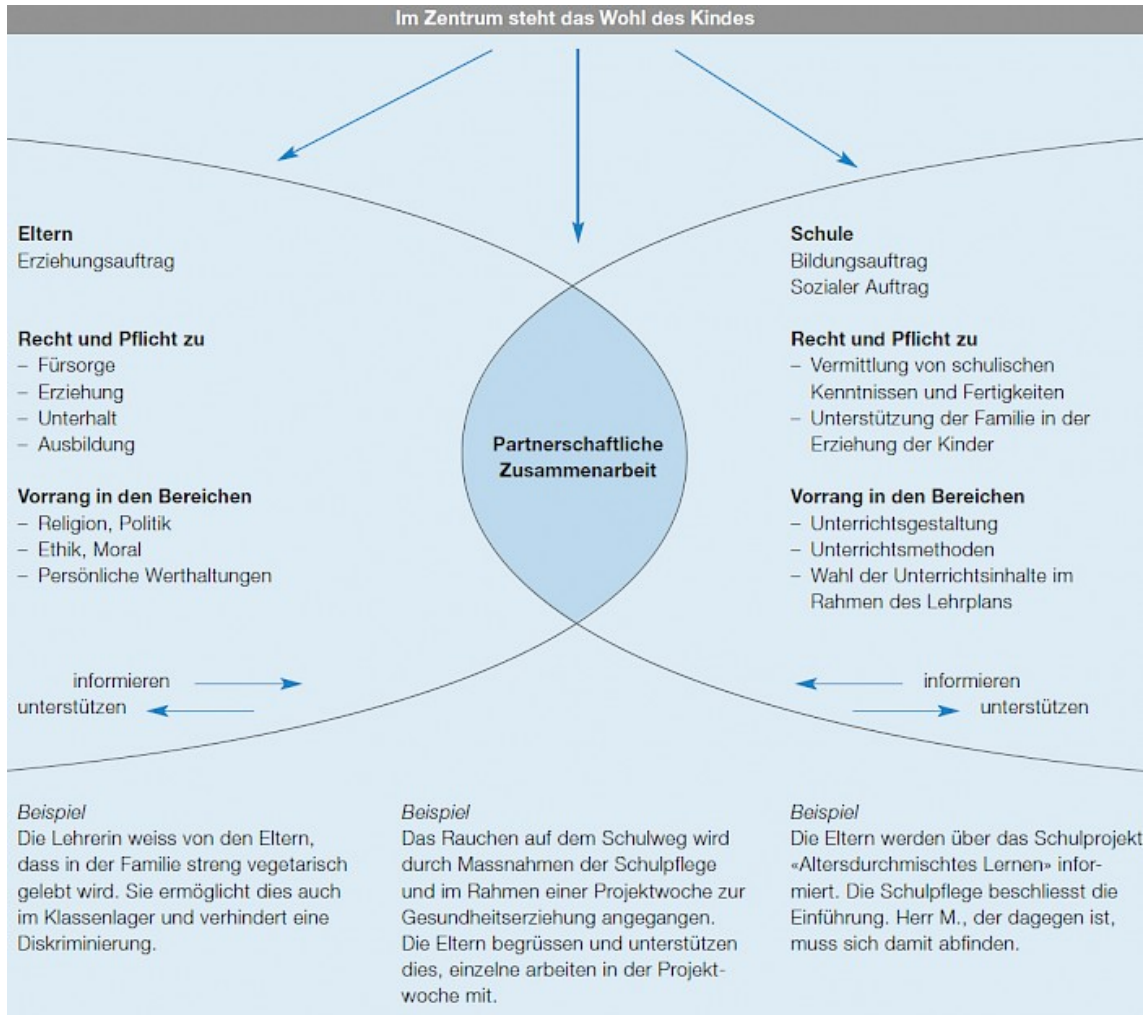 Im Zentrum steht das Wohl des Kindes
Eltern
Erziehungsauftrag
Recht und Pflicht zu
– Fürsorge
– Erziehung
– Unterhalt
– Ausbildung
Vorrang in den Bereichen
– Religion, Politik
– Ethik, Moral
– Persönliche Werthaltungen
informieren
unterstützen
Partnerschaftliche
Zusammenarbeit
Schule
Bildungsauftrag
Sozialer Auftrag
Recht und Pflicht zu
– Vermittlung von schulischen
Kenntnissen und Fertigkeiten
– Unterstützung der Familie in der
Erziehung der Kinder
Vorrang in den Bereichen
– Unterrichtsgestaltung
– Unterrichtsmethoden
– Wahl der Unterrichtsinhalte im
Rahmen des Lehrplans
informieren
unterstützen
Beispiel
Die Lehrerin weiss von den Eltern,
dass in der Familie streng vegetarisch
gelebt wird. Sie ermöglicht dies auch
im Klassenlager und verhindert eine
Diskriminierung.
Beispiel
Das Rauchen auf dem Schulweg wird
durch Massnahmen der Schulpflege
und im Rahmen einer Projektwoche zur
Gesundheitserziehung angegangen.
Die Eltern begrüssen und unterstützen
dies, einzelne arbeiten in der Projekt-
woche mit.
Beispiel
Die Eltern werden über das Schulprojekt
«Altersdurchmischtes Lernen» infor-
miert. Die Schulpflege beschliesst die
Einführung. Herr M., der dagegen ist,
muss sich damit abfinden.